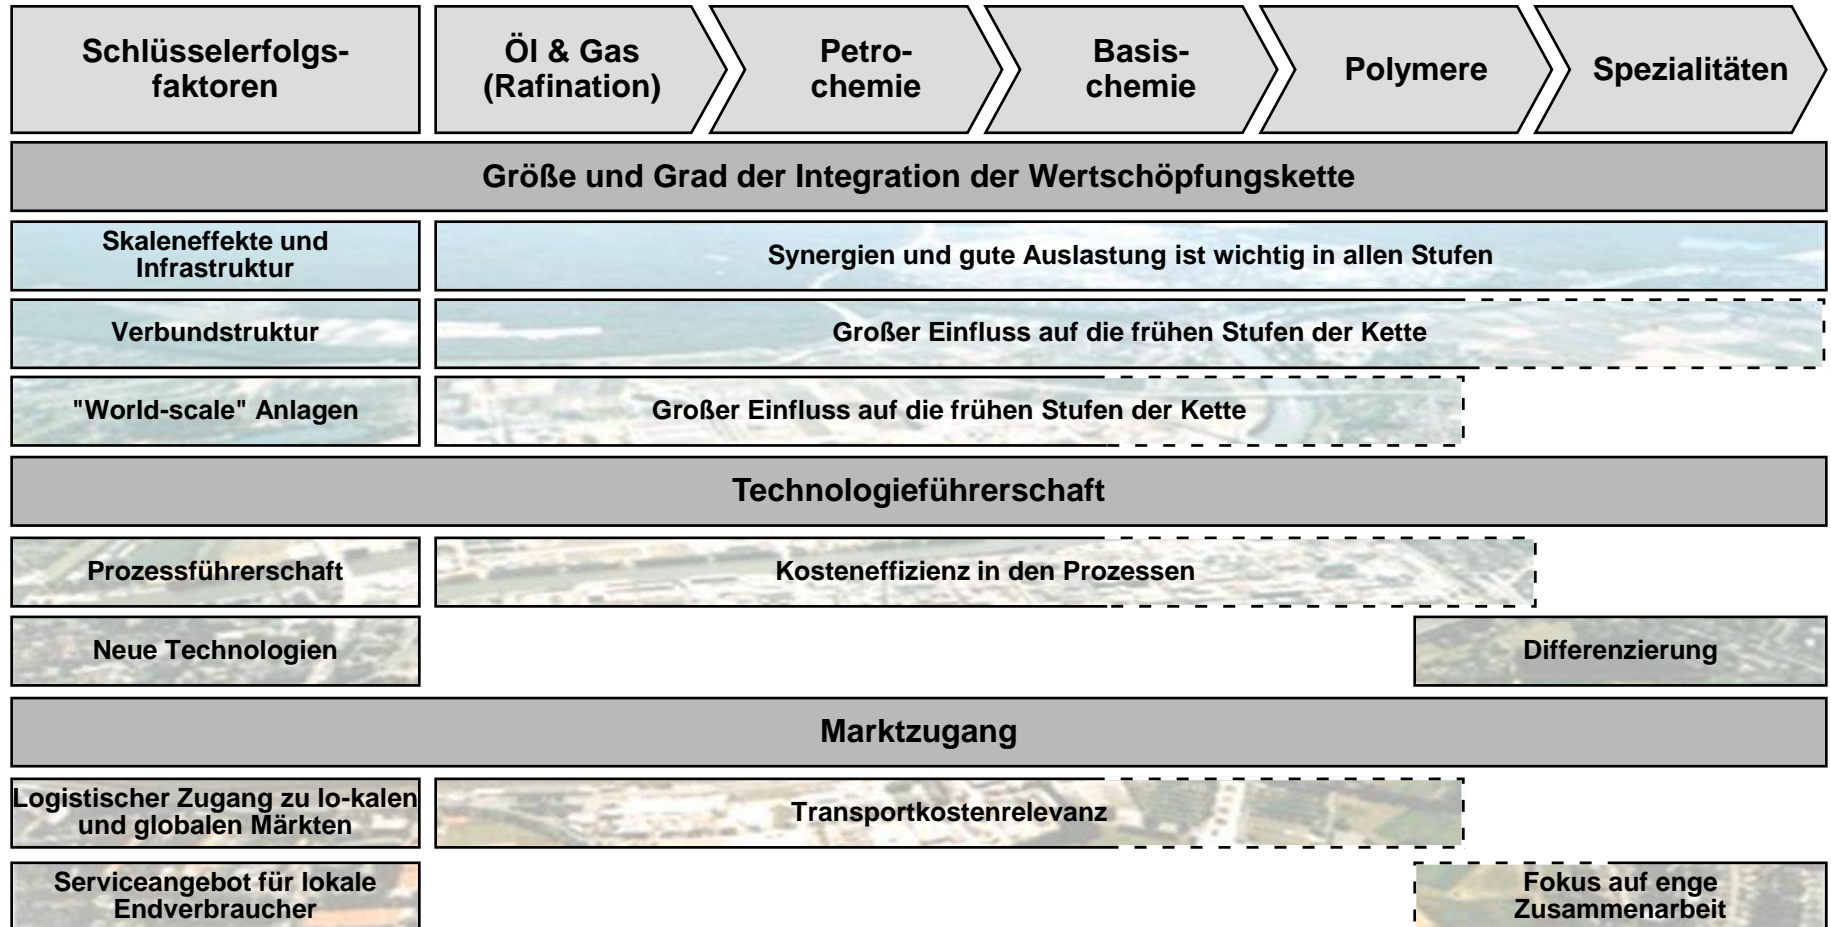 Schlüsselerfolgs-
faktoren
Öl & Gas
(Rafination)
Petro-
chemie
Basis-
chemie
Polymere
Spezialitäten
Größe und Grad der Integration der Wertschöpfungskette
Skaleneffekte und
Infrastruktur
Synergien und gute Auslastung ist wichtig in allen Stufen
Verbundstruktur
Großer Einfluss auf die frühen Stufen der Kette
"World-scale" Anlagen
Großer Einfluss auf die frühen Stufen der Kette
Technologieführerschaft
Prozessführerschaft
Kosteneffizienz in den Prozessen
Neue Technologien
Differenzierung
Marktzugang
Logistischer Zugang zu lo-kalen
und globalen Märkten
Transportkostenrelevanz
Serviceangebot für lokale
Endverbraucher
Fokus auf enge
Zusammenarbeit